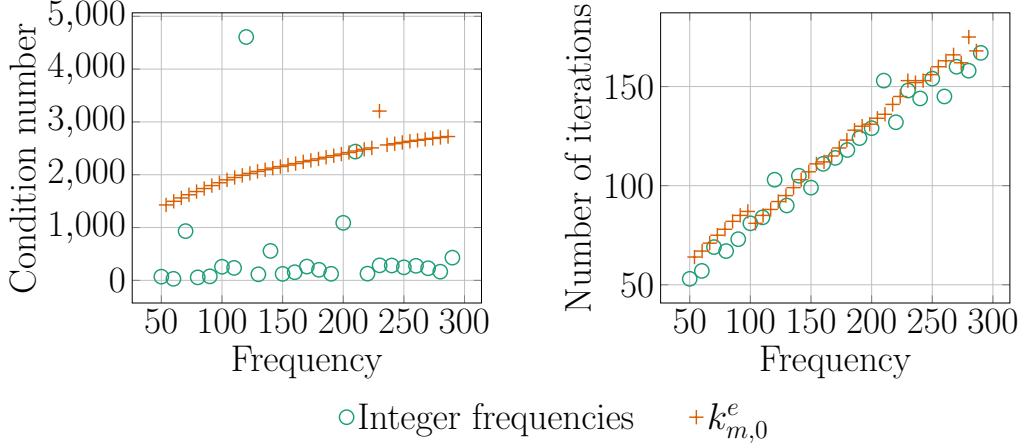 Condition number
5,000
4,000
3,000
2,000
1,000
0
50 100 150 200 250 300
Frequency
Number of iterations
150
100
50
50 100 150 200 250 300
Frequency
Integer frequencies
k^e_{m,0}